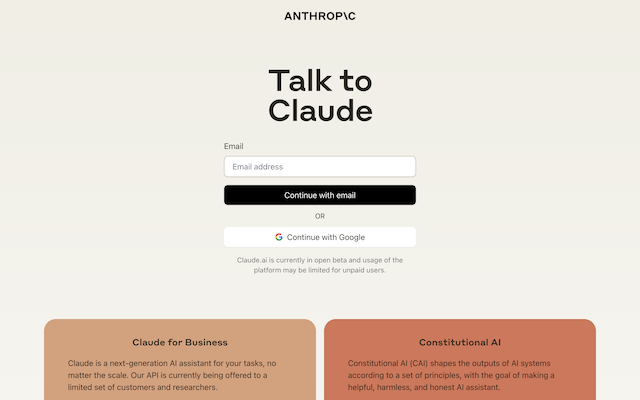 ANTHROP\C
Talk to
Claude
Email
Email address
Continue with email
OR
Continue with Google
Claude.ai is currently in open beta and usage of the
platform may be limited for unpaid users.
Claude for Business
Claude is a next-generation AI assistant for your tasks, no
matter the scale. Our API is currently being offered to a
limited set of customers and researchers.
Constitutional AI
Constitutional AI (CAI) shapes the outputs of AI systems
according to a set of principles, with the goal of making a
helpful, harmless, and honest AI assistant.